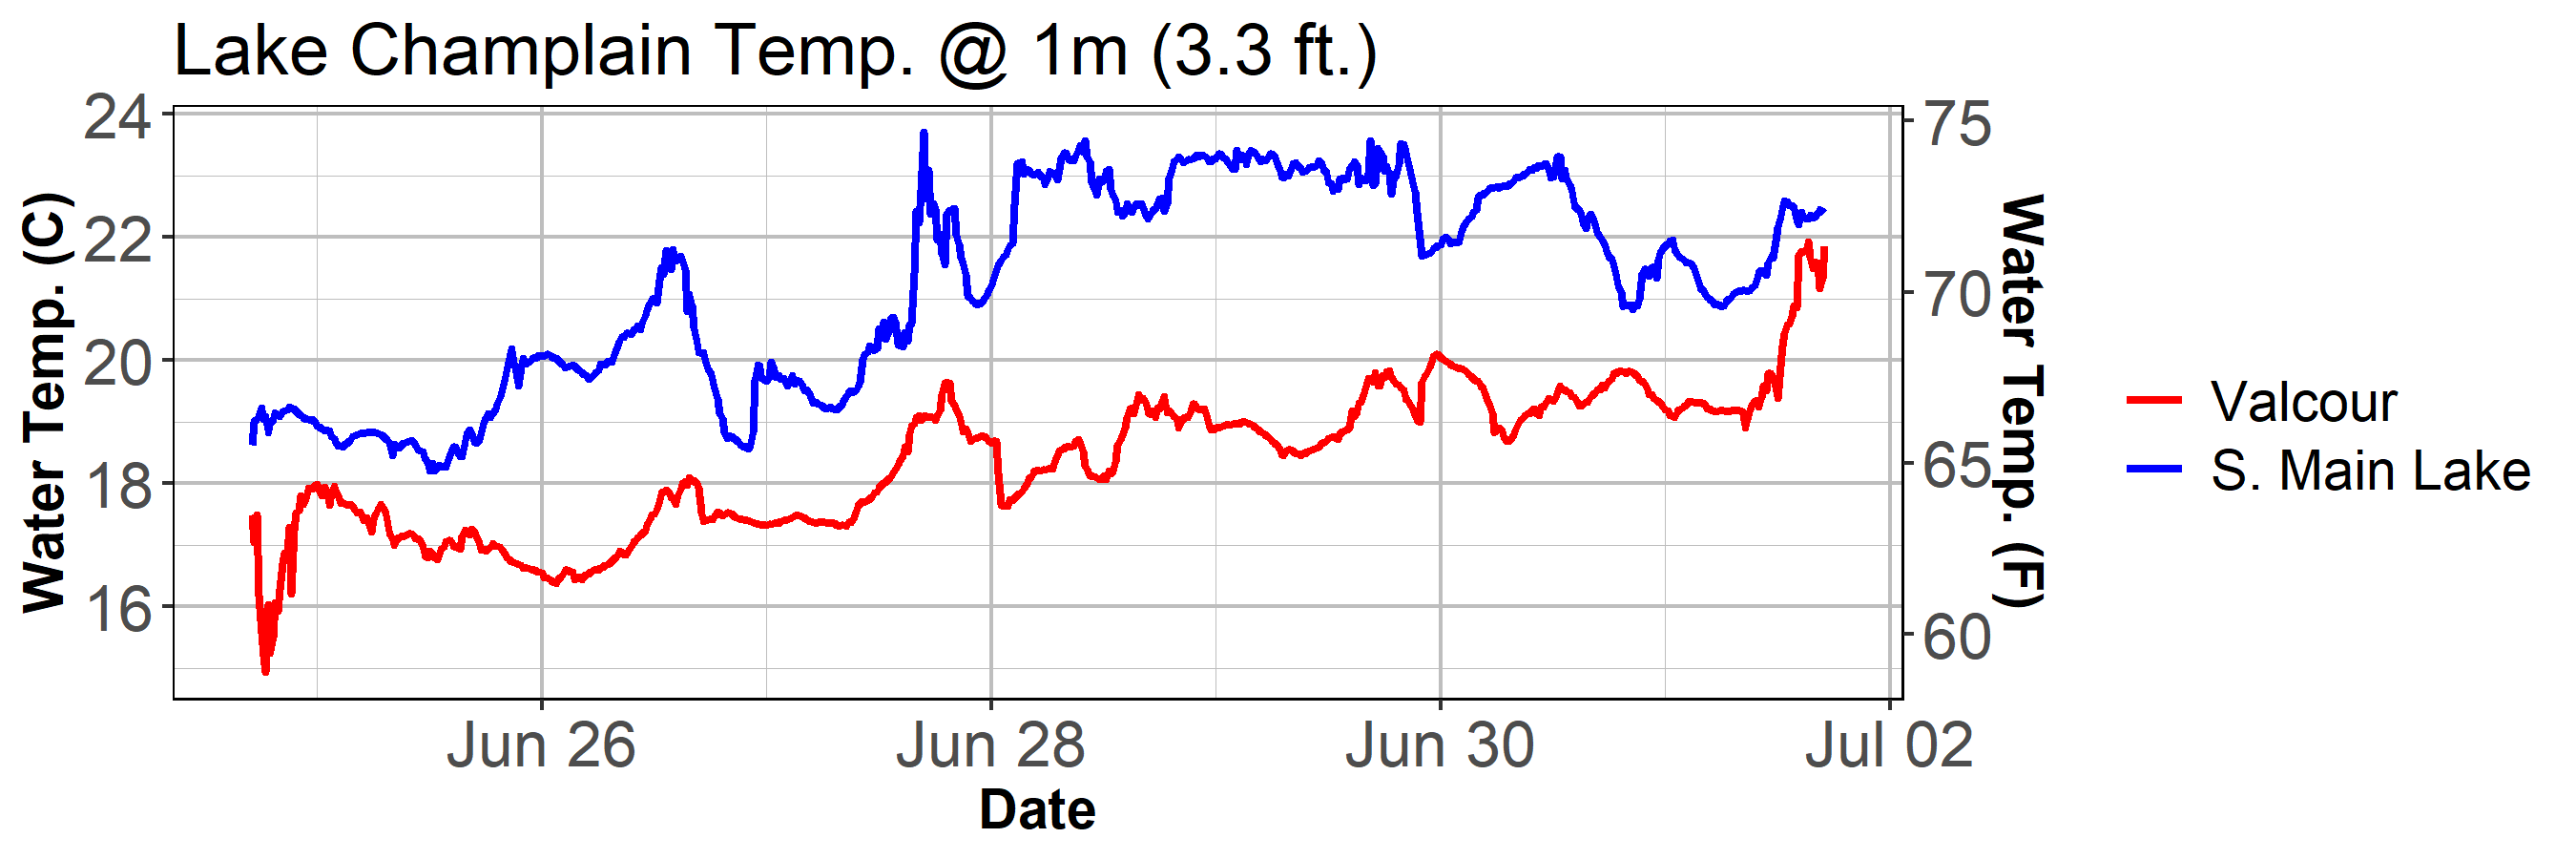 Lake Champlain Temp. @ 1m (3.3 ft.)
24
22
20
18
16
Water Temp. (C)
75
70
65
60
Water Temp. (F)
Jun 26
Jun 28
Jun 30
Jul 02
Date
Valcour
S. Main Lake